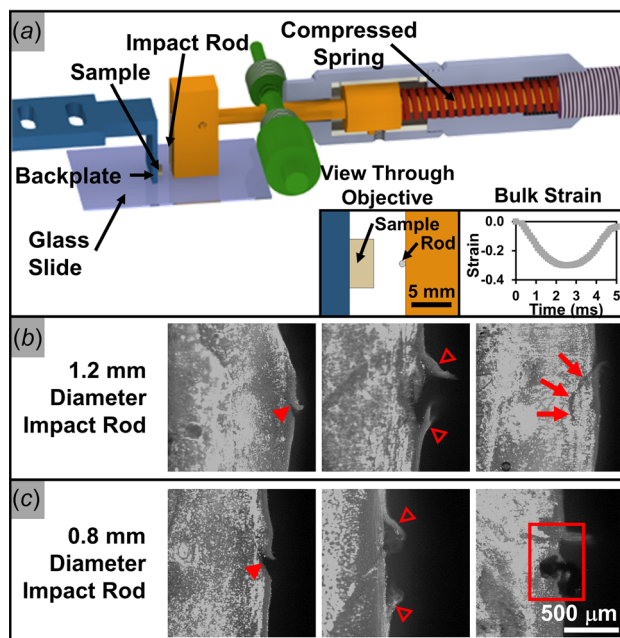 (a)
Impact Rod
Compressed
Spring
Sample
Backplate
Glass
Slide
View Through
Objective
Sample
Rod
5 mm
Bulk Strain
Strain
0.0
-0.2
-0.4
0 1 2 3 4 5
Time (ms)
(b)
1.2 mm
Diameter
Impact Rod
(c)
0.8 mm
Diameter
Impact Rod
500 μm